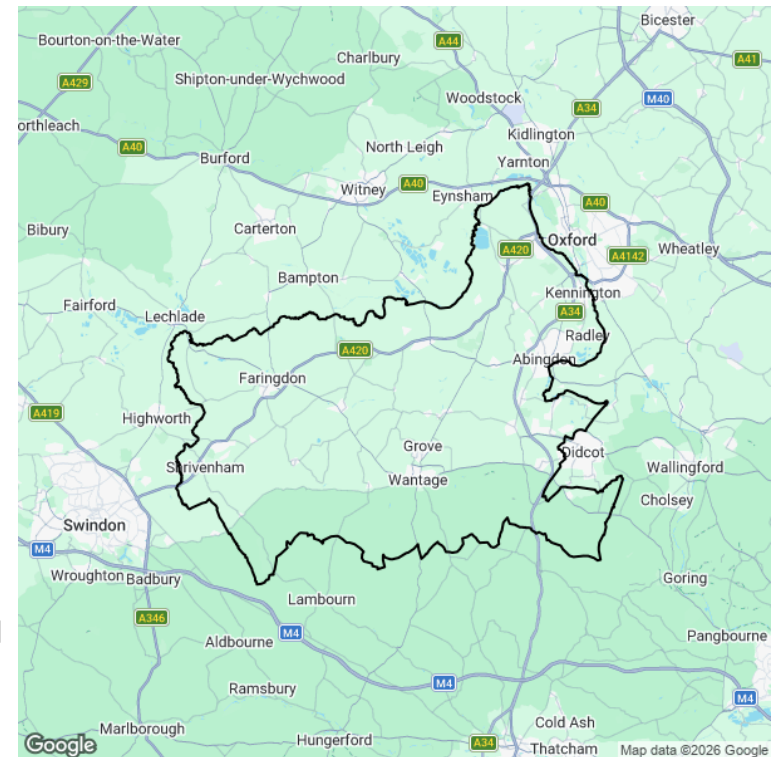 Bicester
Bourton-on-the-Water
A44
Charlbury
A41
A429
Shipton-under-Wychwood
Woodstock
M40
A34
orthleach
Kidlington
A40
North Leigh
Burford
Yarnton
Witney
A40
Eynsham
A40
Carterton
Bibury
Oxford
A420
Wheatley
A4142
Bampton
Kennington
Fairford
Lechlade
A34
Radley
A420
Abingdon
Faringdon
A419
Highworth
Grove
Didcot
Shrivenham
Wallingford
Wantage
Cholsey
Swindon
M4
Wroughton
Badbury
Goring
Lambourn
A346
M4
Pangbourne
Aldbourne
M4
Ramsbury
M4
Cold Ash
Marlborough
Hungerford
A34
Thatcham
Google
Map data ©2026 Google